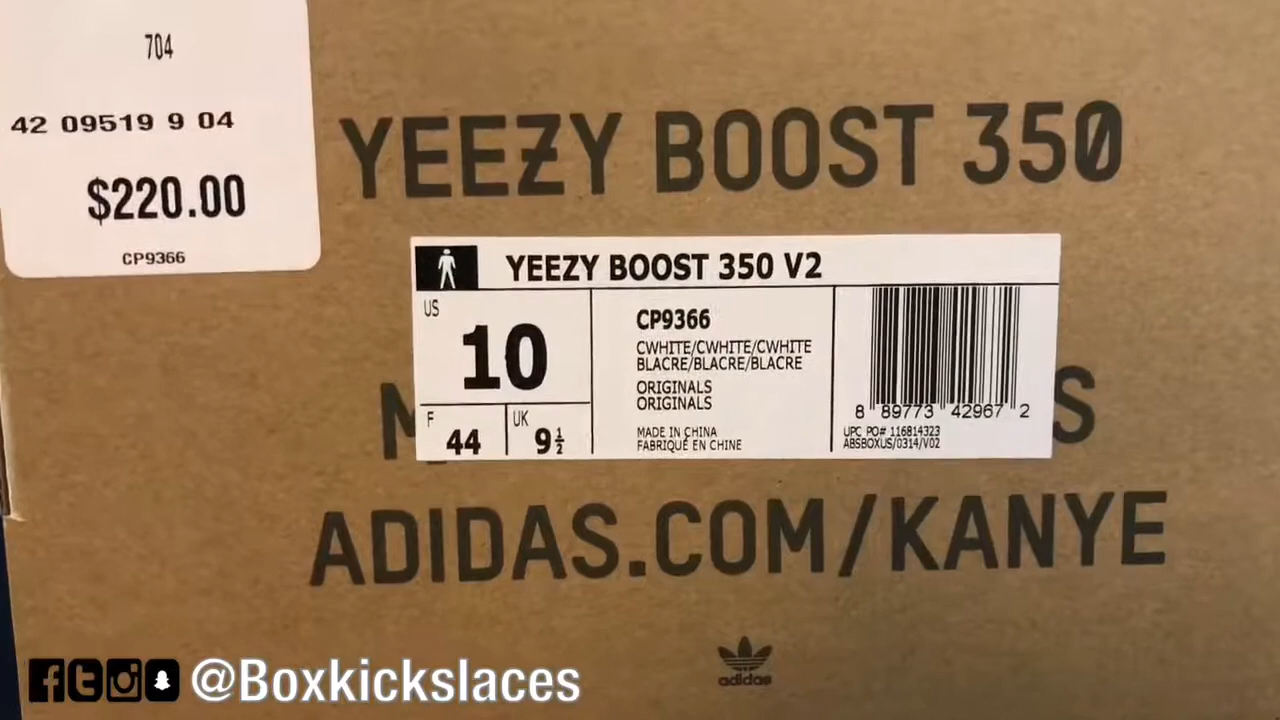 704
42 09519 9 04
$220.00
CP9366
YEEZY BOOST 350
YEEZY BOOST 350 V2
US
10
F
44
UK
9½
CP9366
CWHITE/CWHITE/CWHITE
BLACRE/BLACRE/BLACRE
ORIGINALS
ORIGINALS
MADE IN CHINA
FABRIQUÉ EN CHINE
8 89773 42967 2
UPC PO# 116814323
ABSBOXUS/0314/V02
ADIDAS.COM/KANYE
adidas
@Boxkickslaces